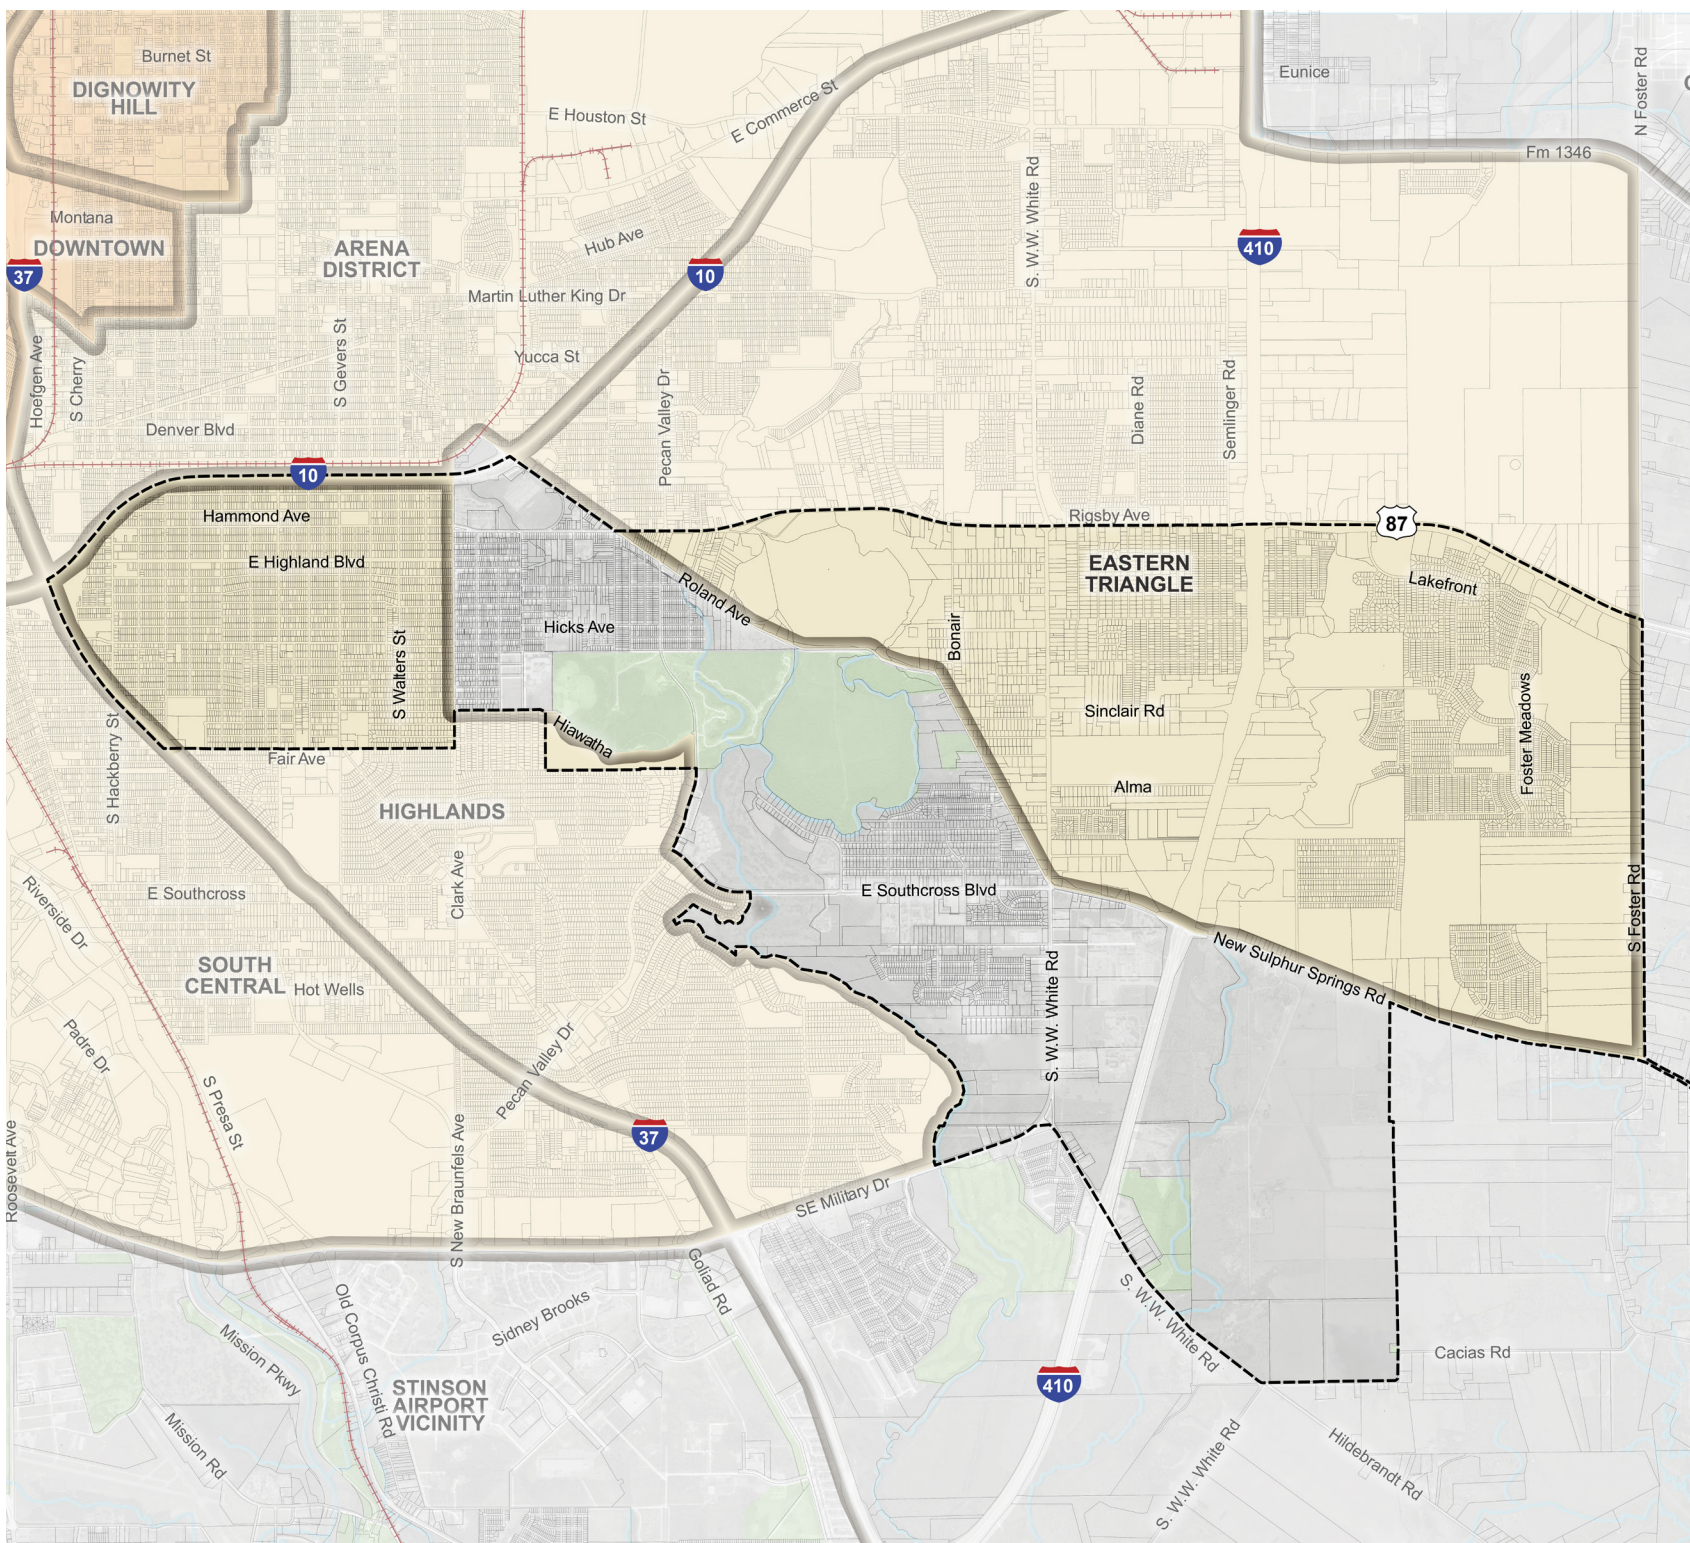 Burnet St
DIGNOWITY
HILL
Eunice
N Foster Rd
E Houston St
E Commerce St
Fm 1346
S. W.W. White Rd
Montana
DOWNTOWN
ARENA
DISTRICT
Hub Ave
37
10
410
Martin Luther King Dr
Yucca St
Hoefgen Ave
S Cherry
S Gevers St
Pecan Valley Dr
Diane Rd
Semlinger Rd
Denver Blvd
10
Hammond Ave
Rigsby Ave
87
E Highland Blvd
EASTERN
TRIANGLE
Lakefront
Roland Ave
Hicks Ave
Bonair
S Walters St
Sinclair Rd
Foster Meadows
Hiawatha
S Hackberry St
Fair Ave
Alma
HIGHLANDS
Clark Ave
E Southcross
E Southcross Blvd
Riverside Dr
S Foster Rd
New Sulphur Springs Rd
SOUTH
CENTRAL
Hot Wells
S. W.W. White Rd
Padre Dr
Pecan Valley Dr
S Presa St
37
Roosevelt Ave
S New Braunfels Ave
SE Military Dr
Goliad Rd
Old Corpus Christi Rd
Sidney Brooks
Mission Pkwy
S. W.W. White Rd
Cacias Rd
410
STINSON
AIRPORT
VICINITY
Mission Rd
S. W.W. White Rd
Hildebrandt Rd